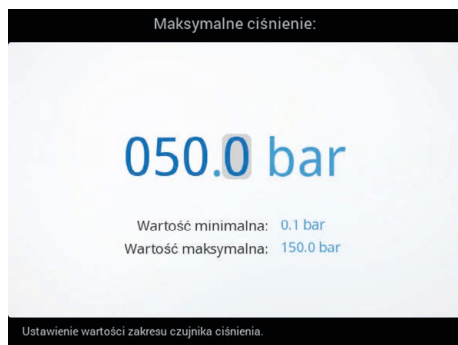 Maksymalne ciśnienie:
050.0 bar
Wartość minimalna: 0.1 bar
Wartość maksymalna: 150.0 bar
Ustawienie wartości zakresu czujnika ciśnienia.